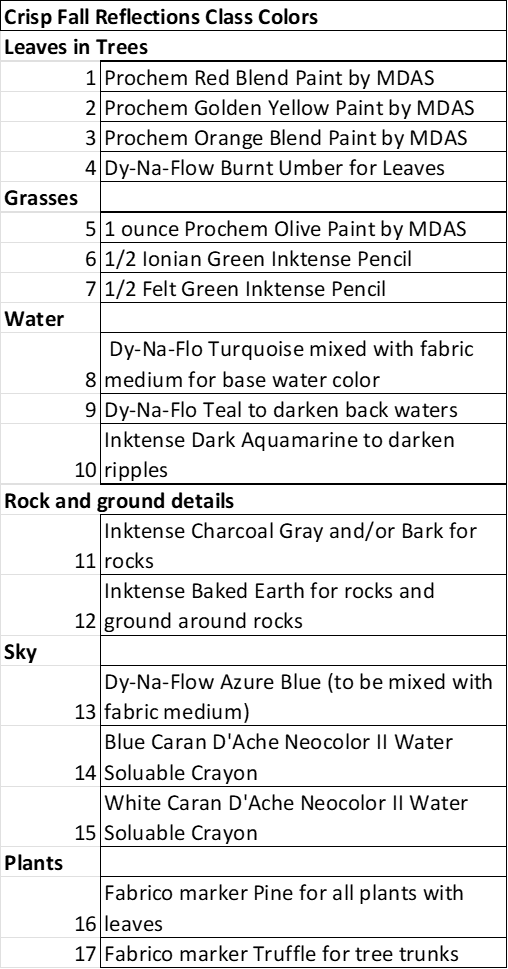 Crisp Fall Reflections Class Colors
Leaves in Trees
1 Prochem Red Blend Paint by MDAS
2 Prochem Golden Yellow Paint by MDAS
3 Prochem Orange Blend Paint by MDAS
4 Dy-Na-Flow Burnt Umber for Leaves
Grasses
5 1 ounce Prochem Olive Paint by MDAS
6 1/2 Ionian Green Inktense Pencil
7 1/2 Felt Green Inktense Pencil
Water
Dy-Na-Flo Turquoise mixed with fabric
8 medium for base water color
9 Dy-Na-Flo Teal to darken back waters
Inktense Dark Aquamarine to darken
10 ripples
Rock and ground details
Inktense Charcoal Gray and/or Bark for
11 rocks
Inktense Baked Earth for rocks and
12 ground around rocks
Sky
Dy-Na-Flow Azure Blue (to be mixed with
13 fabric medium)
Blue Caran D'Ache Neocolor II Water
14 Soluable Crayon
White Caran D'Ache Neocolor II Water
15 Soluable Crayon
Plants
Fabrico marker Pine for all plants with
16 leaves
17 Fabrico marker Truffle for tree trunks